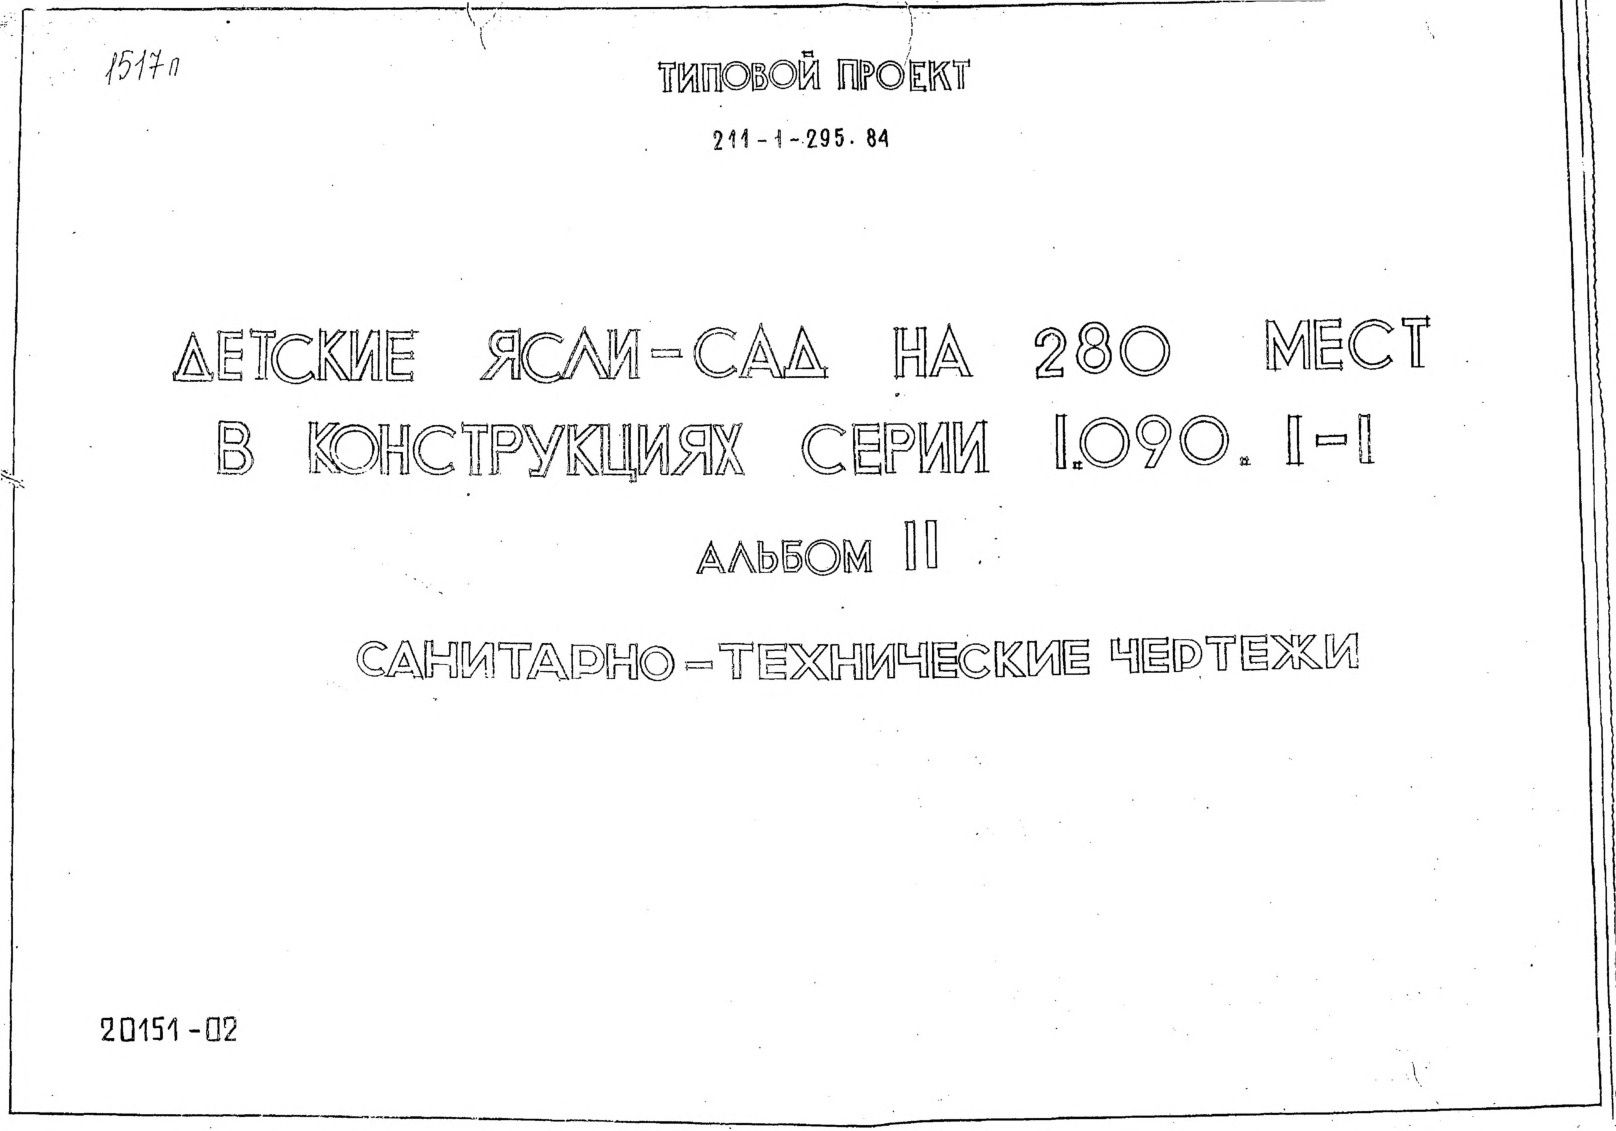 1517п
ТИПОВОЙ ПРОЕКТ
211-1-295.84
ДЕТСКИЕ ЯСЛИ-САД НА 280 МЕСТ
В КОНСТРУКЦИЯХ СЕРИИ 1.090.1-1
АЛЬБОМ II
САНИТАРНО-ТЕХНИЧЕСКИЕ ЧЕРТЕЖИ
20151-02